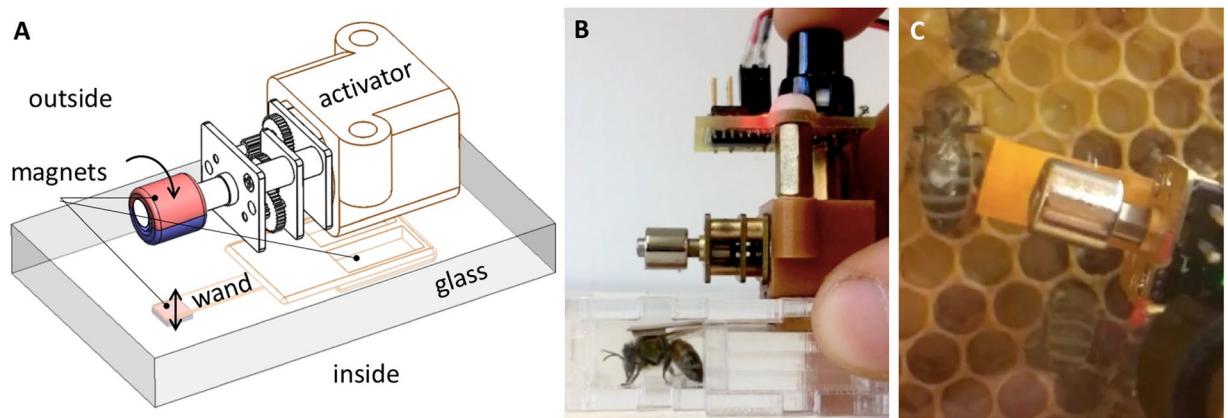 A
outside
magnets
activator
wand
glass
inside
B
C